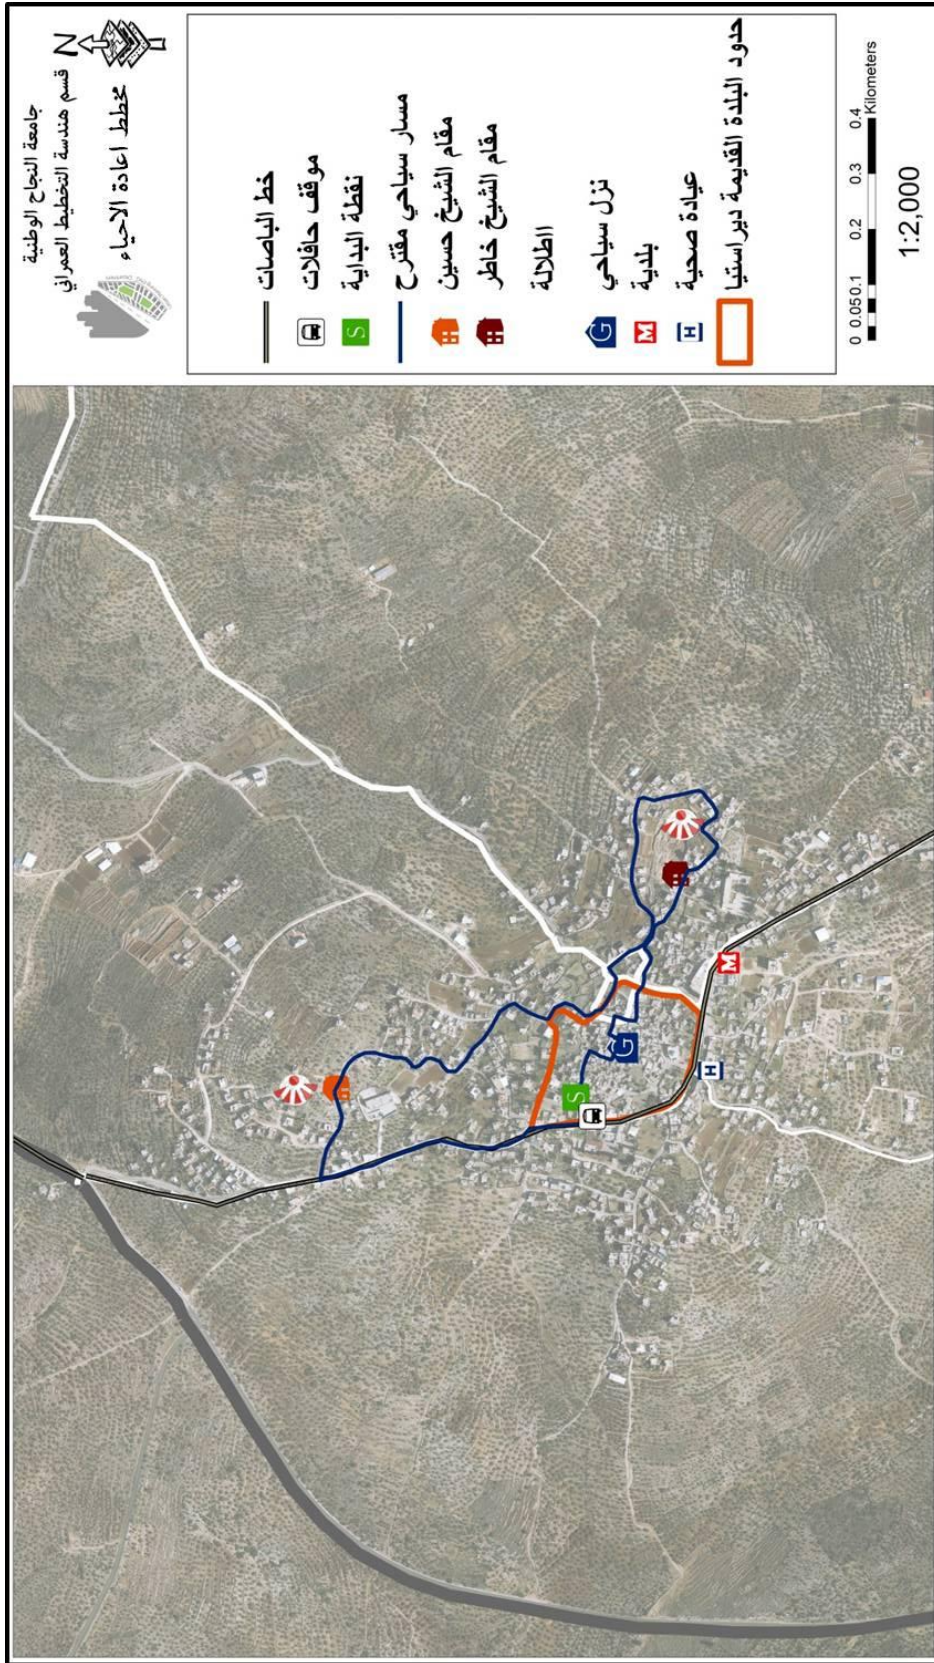 جامعة النجاح الوطنية
قسم هندسة التخطيط العمراني
مخطط اعادة الاحياء
N
خط الباصات
موقف حافلات
نقطة البداية
مسار سياحي مقترح
مقام الشيخ حسين
مقام الشيخ خاطر
ااطلالة
نزل سياحي
بلدية
عيادة صحية
حدود البلدة القديمة ديراستيا
S
G
M
H
0 0.050.1 0.2 0.3 0.4
Kilometers
1:2,000
S
G
M
H